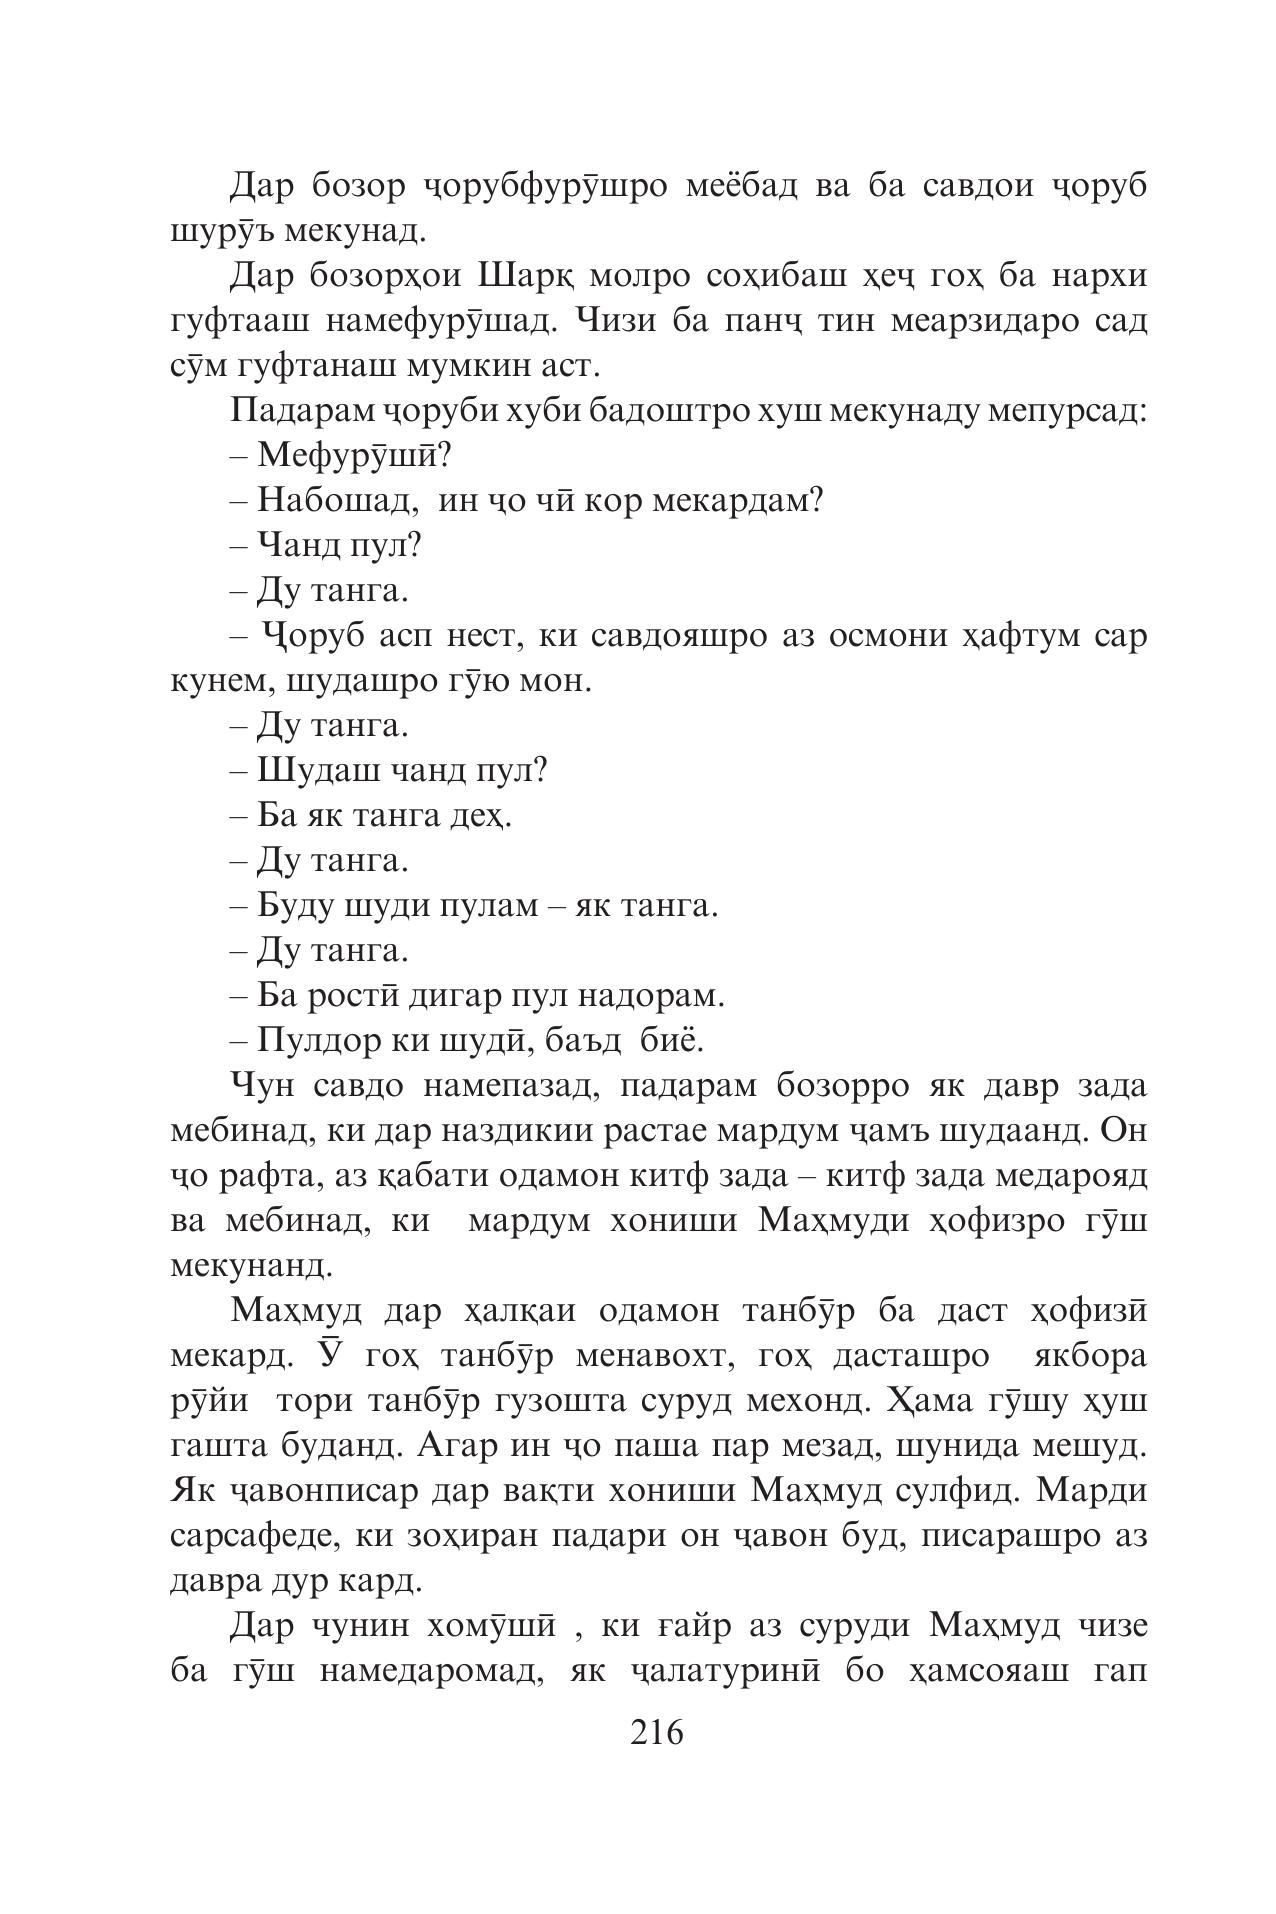 Дар бозор ҷорубфурӯшро меёбад ва ба савдои ҷоруб
шурӯъ мекунад.
Дар бозорҳои Шарқ молро соҳибаш ҳеҷ гоҳ ба нархи
гуфтааш намефурӯшад. Чизи ба панҷ тин меарзидаро сад
сӯм гуфтанаш мумкин аст.
Падарам ҷоруби хуби бадоштро хуш мекунаду мепурсад:
– Мефурӯшӣ?
– Набошад, ин ҷо чӣ кор мекардам?
– Чанд пул?
– Ду танга.
– Ҷоруб асп нест, ки савдояшро аз осмони ҳафтум сар
кунем, шудашро гӯю мон.
– Ду танга.
– Шудаш чанд пул?
– Ба як танга деҳ.
– Ду танга.
– Буду шуди пулам – як танга.
– Ду танга.
– Ба ростӣ дигар пул надорам.
– Пулдор ки шудӣ, баъд биё.
Чун савдо намепазад, падарам бозорро як давр зада
мебинад, ки дар наздикии растае мардум ҷамъ шудаанд. Он
ҷо рафта, аз қабати одамон китф зада – китф зада медарояд
ва мебинад, ки мардум хониши Маҳмуди ҳофизро гӯш
мекунанд.
Маҳмуд дар ҳалқаи одамон танбӯр ба даст ҳофизӣ
мекард. Ӯ гоҳ танбӯр менавохт, гоҳ дасташро якбора
рӯйи тори танбӯр гузошта суруд мехонд. Ҳама гӯшу ҳуш
гашта буданд. Агар ин ҷо паша пар мезад, шунида мешуд.
Як ҷавонписар дар вақти хониши Маҳмуд сулфид. Марди
сарсафеде, ки зоҳиран падари он ҷавон буд, писарашро аз
давра дур кард.
Дар чунин хомӯшӣ , ки ғайр аз суруди Маҳмуд чизе
ба гӯш намедаромад, як ҷалатуринӣ бо ҳамсояаш гап
216